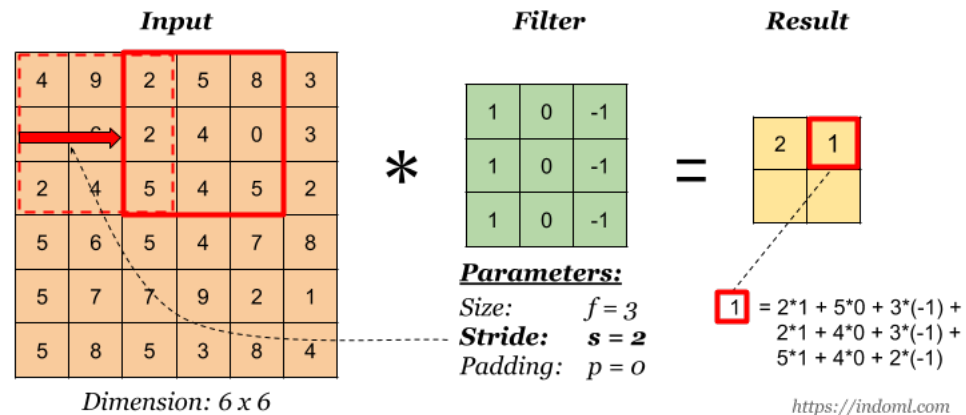 Input Filter Result
4 9 2 5 8 3
2 4 0 3
2 4 5 4 5 2
5 6 5 4 7 8
5 7 7 9 2 1
5 8 5 3 8 4
Dimension: 6 x 6
*
1 0 -1
1 0 -1
1 0 -1
Parameters:
Size: f = 3
Stride: s = 2
Padding: p = 0
=
2 1
1 = 2*1 + 5*0 + 3*(-1) +
2*1 + 4*0 + 3*(-1) +
5*1 + 4*0 + 2*(-1)
https://indoml.com